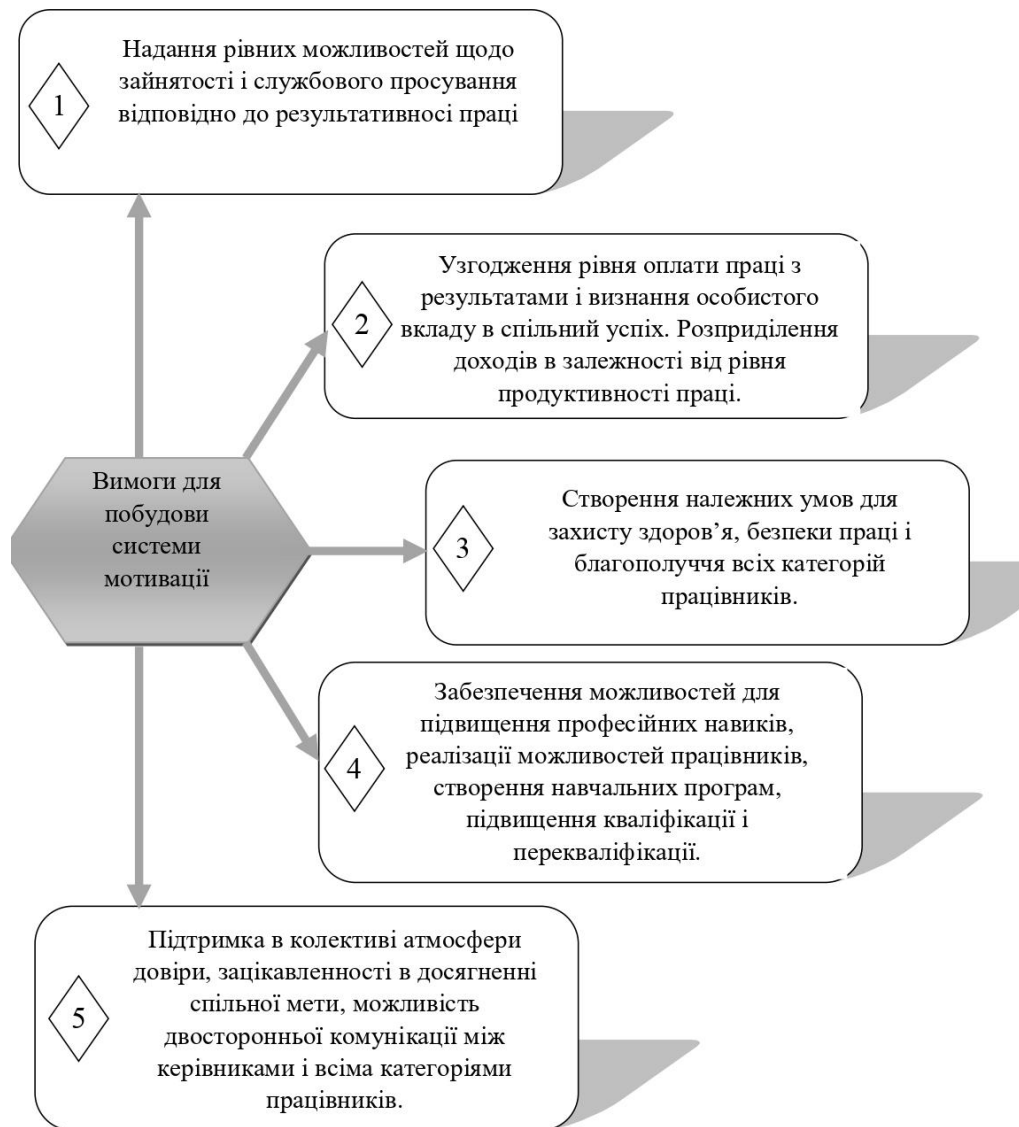 Надання рівних можливостей щодо
зайнятості і службового просування
відповідно до результативносі праці
1
Узгодження рівня оплати праці з
результатами і визнання особистого
вкладу в спільний успіх. Розприділення
доходів в залежності від рівня
продуктивності праці.
2
Вимоги для
побудови
системи
мотивації
Створення належних умов для
захисту здоров’я, безпеки праці і
благополуччя всіх категорій
працівників.
3
Забезпечення можливостей для
підвищення професійних навиків,
реалізації можливостей працівників,
створення навчальних програм,
підвищення кваліфікації і
перекваліфікації.
4
Підтримка в колективі атмосфери
довіри, зацікавленності в досягненні
спільної мети, можливість
двосторонньої комунікації між
керівниками і всіма категоріями
працівників.
5